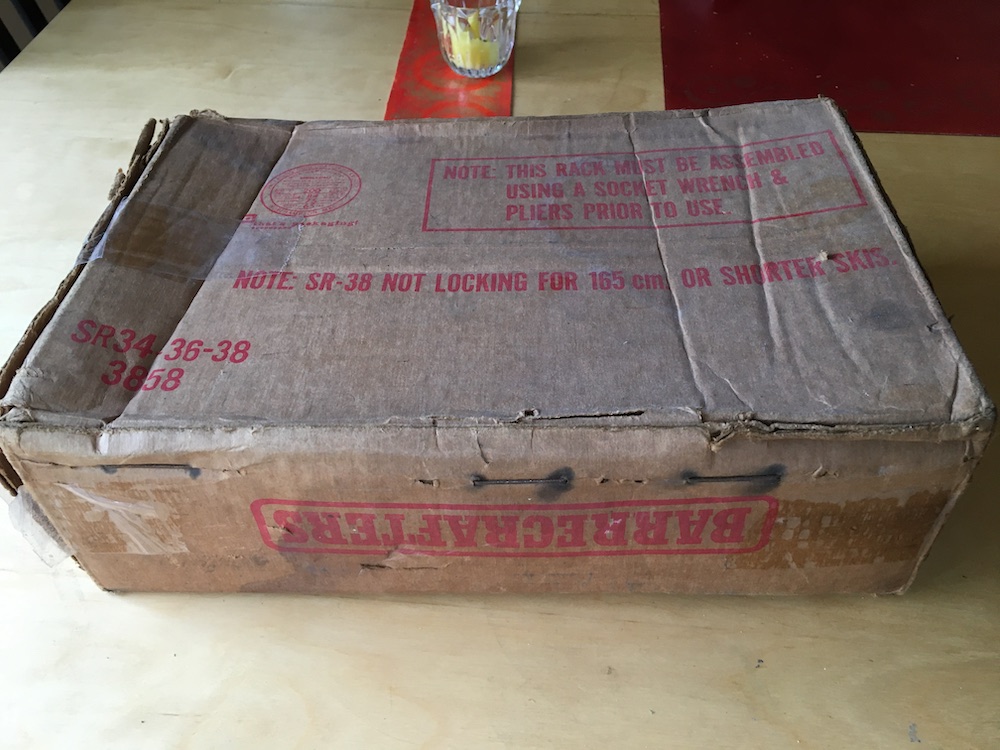 NOTE: THIS RACK MUST BE ASSEMBLED
USING A SOCKET WRENCH &
PLIERS PRIOR TO USE.
NOTE: SR-38 NOT LOCKING FOR 165 cm. OR SHORTER SKIS.
SR34-36-38
3858
BARRECRAFTERS